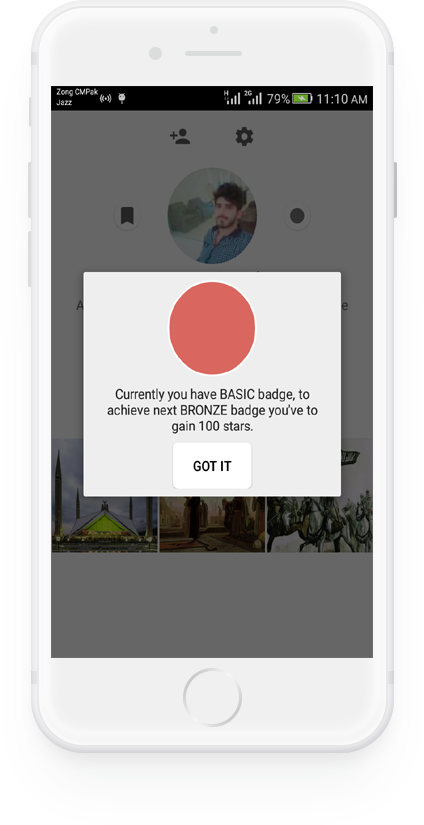 Zong CMPak
Jazz
H
2G
79%
11:10 AM
A
e
Currently you have BASIC badge, to
achieve next BRONZE badge you've to
gain 100 stars.
GOT IT